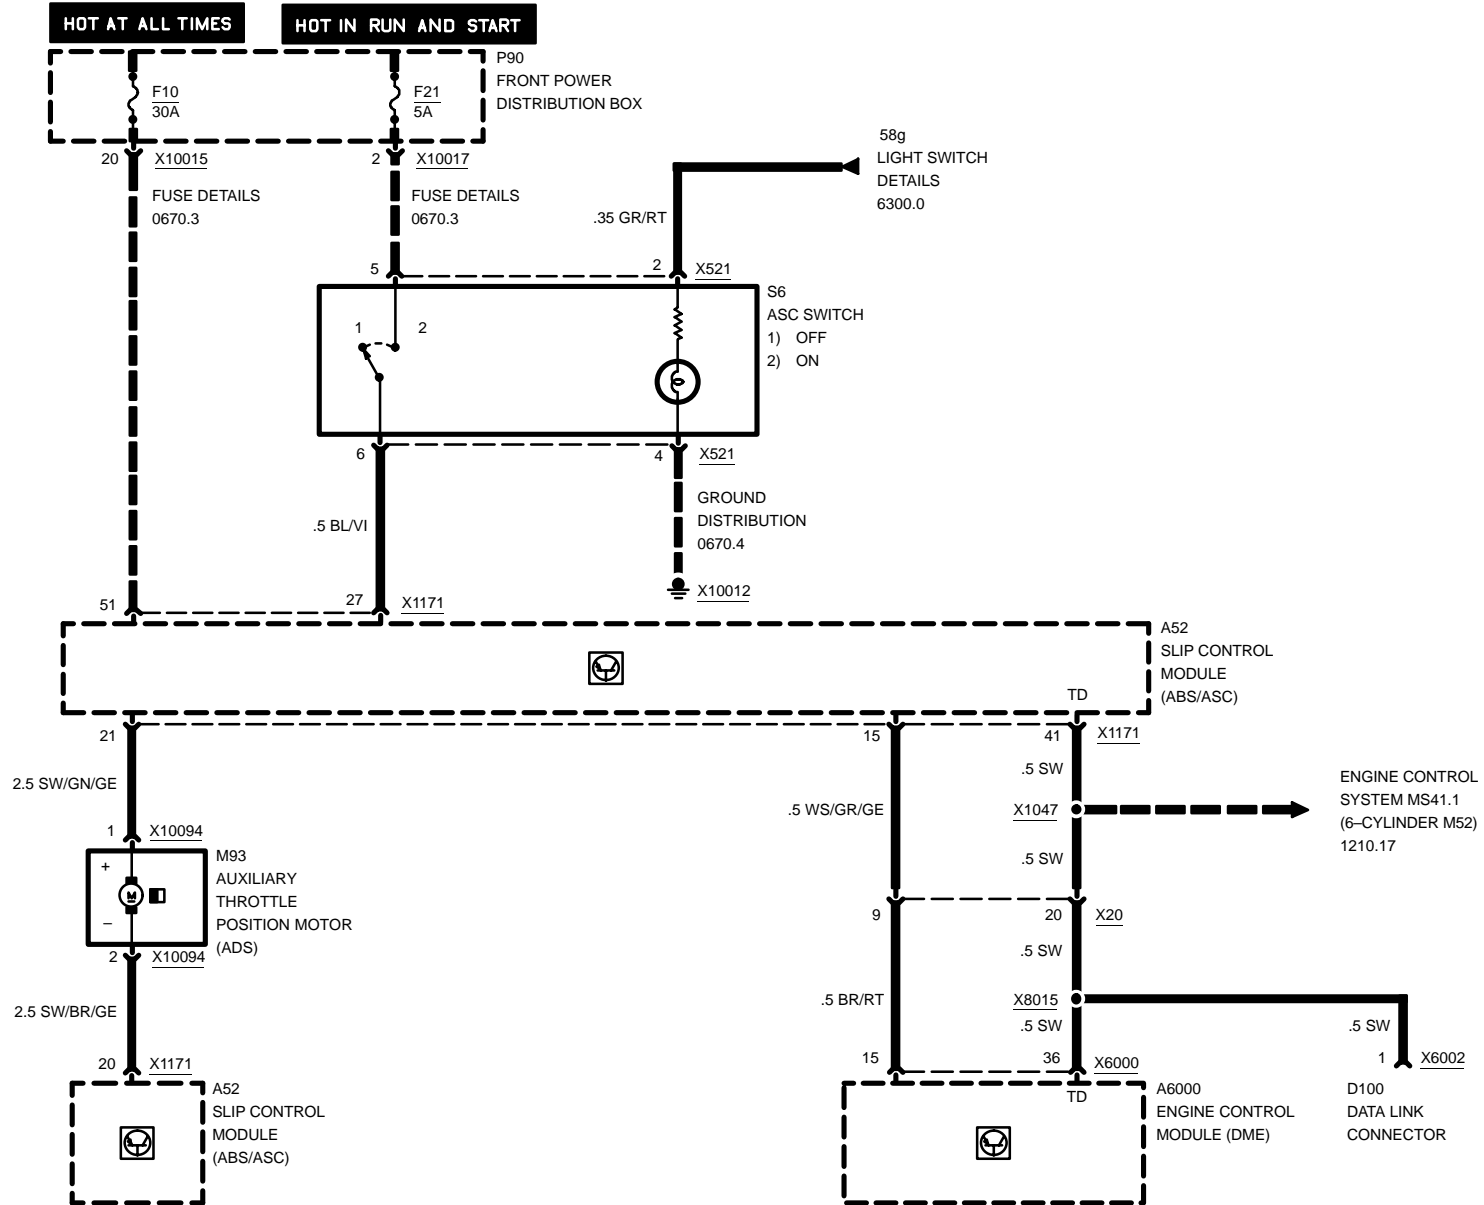 HOT AT ALL TIMES
HOT IN RUN AND START
P90
FRONT POWER
DISTRIBUTION BOX
F10
30A
F21
5A
20
X10015
2
X10017
FUSE DETAILS
0670.3
FUSE DETAILS
0670.3
58g
LIGHT SWITCH
DETAILS
6300.0
.35 GR/RT
5
2
X521
S6
ASC SWITCH
1) OFF
2) ON
1
2
6
4
X521
GROUND
DISTRIBUTION
0670.4
.5 BL/VI
X10012
51
27
X1171
A52
SLIP CONTROL
MODULE
(ABS/ASC)
TD
21
15
41
X1171
2.5 SW/GN/GE
.5 SW
.5 WS/GR/GE
X1047
ENGINE CONTROL
SYSTEM MS41.1
(6–CYLINDER M52)
1210.17
.5 SW
1
X10094
M93
AUXILIARY
THROTTLE
POSITION MOTOR
(ADS)
+
M
–
2
X10094
9
20
X20
.5 SW
2.5 SW/BR/GE
.5 BR/RT
X8015
.5 SW
.5 SW
20
X1171
15
36
X6000
1
X6002
A52
SLIP CONTROL
MODULE
(ABS/ASC)
TD
A6000
ENGINE CONTROL
MODULE (DME)
D100
DATA LINK
CONNECTOR